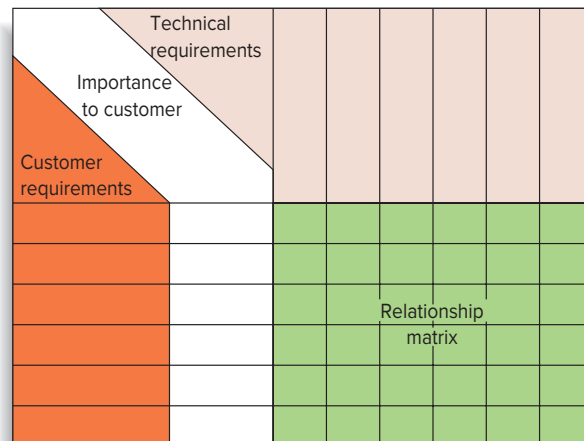 Technical
requirements
Importance
to customer
Customer
requirements
Relationship
matrix